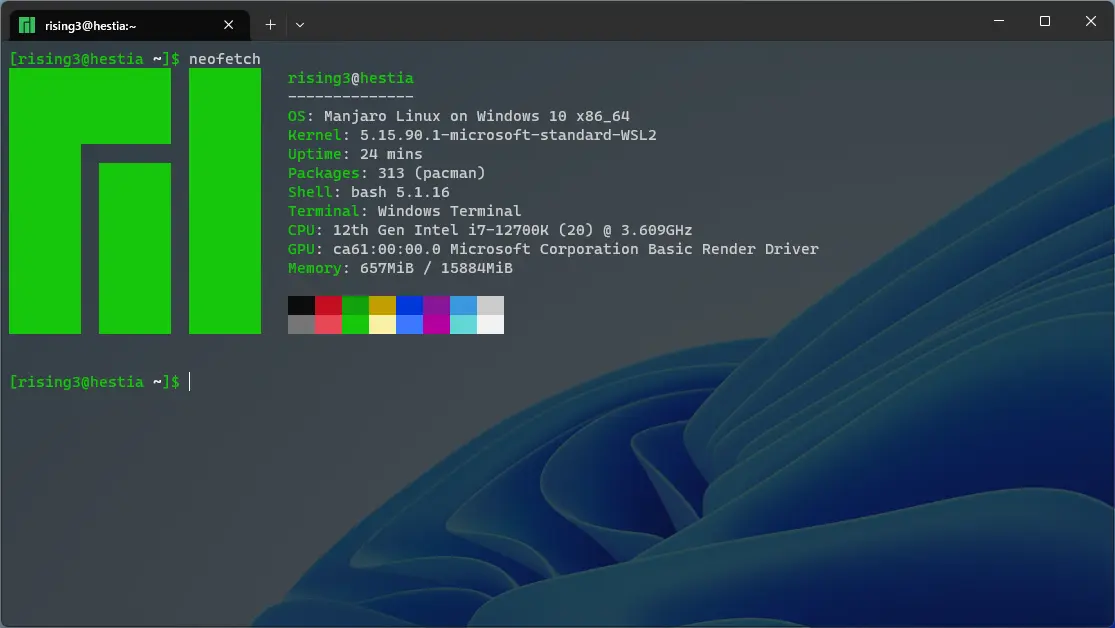 rising3@hestia:~
[rising3@hestia ~]$ neofetch
rising3@hestia
--------------
OS: Manjaro Linux on Windows 10 x86_64
Kernel: 5.15.90.1-microsoft-standard-WSL2
Uptime: 24 mins
Packages: 313 (pacman)
Shell: bash 5.1.16
Terminal: Windows Terminal
CPU: 12th Gen Intel i7-12700K (20) @ 3.609GHz
GPU: ca61:00:00.0 Microsoft Corporation Basic Render Driver
Memory: 657MiB / 15884MiB
[rising3@hestia ~]$